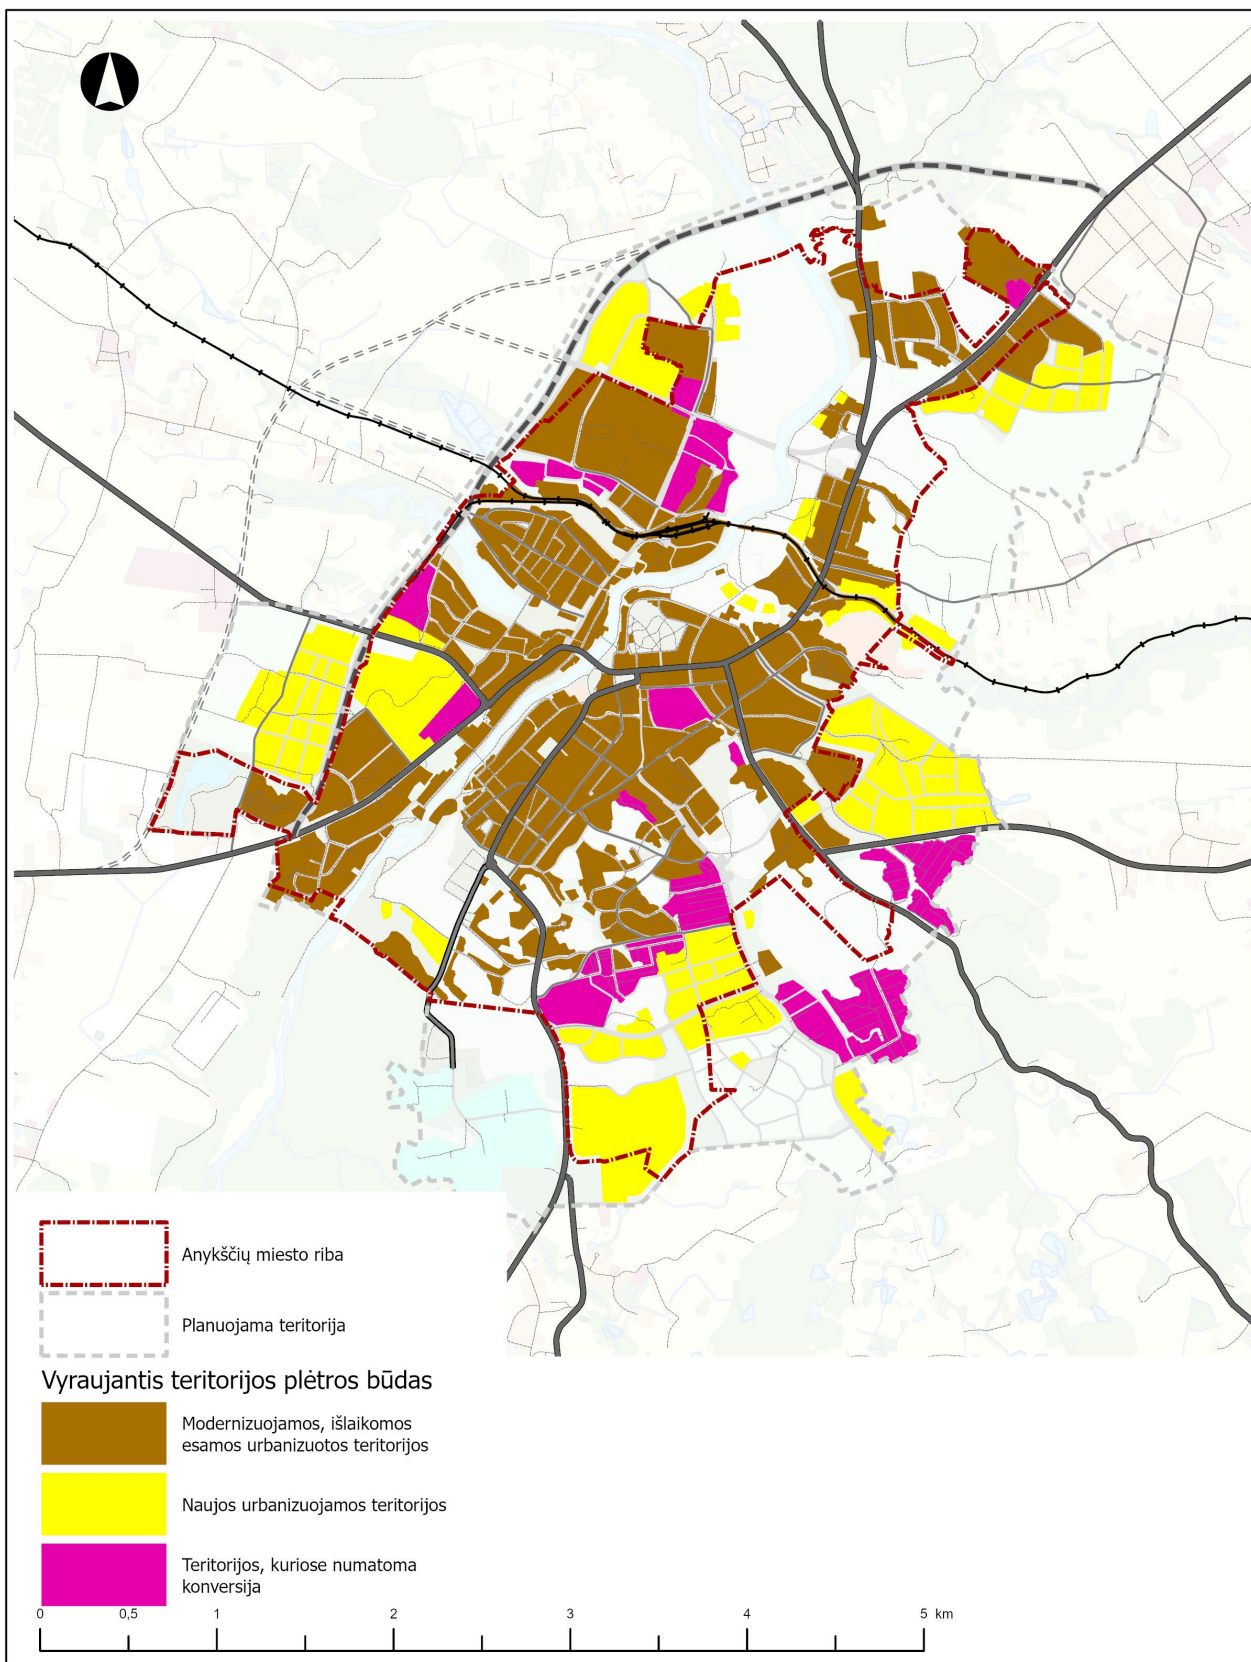 Anykščių miesto riba
Planuojama teritorija
Vyraujantis teritorijos plėtros būdas
Modernizuojamos, išlaikomos
esamos urbanizuotos teritorijos
Naujos urbanizuojamos teritorijos
Teritorijos, kuriose numatoma
konversija
0 0,5 1 2 3 4 5 km